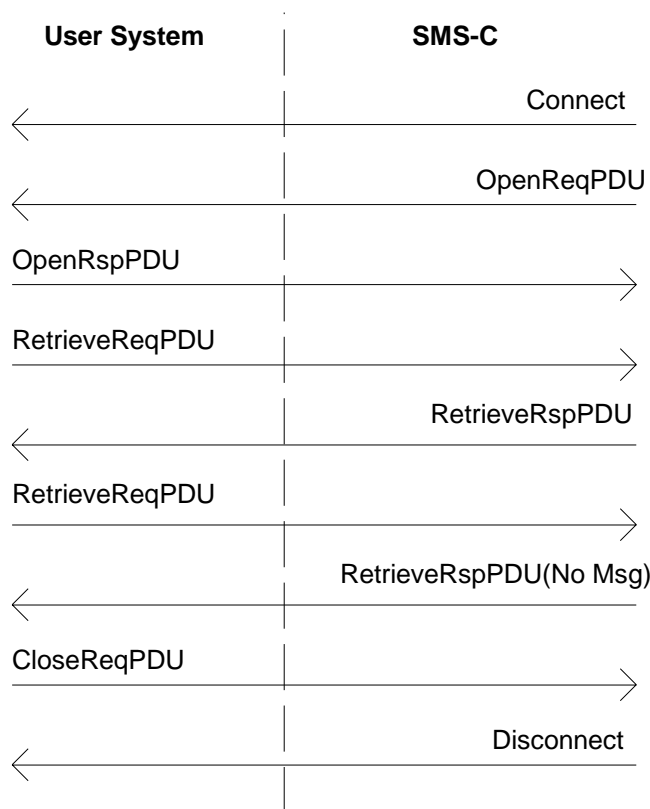 User System SMS-C
Connect
OpenReqPDU
OpenRspPDU
RetrieveReqPDU
RetrieveRspPDU
RetrieveReqPDU
RetrieveRspPDU(No Msg)
CloseReqPDU
Disconnect